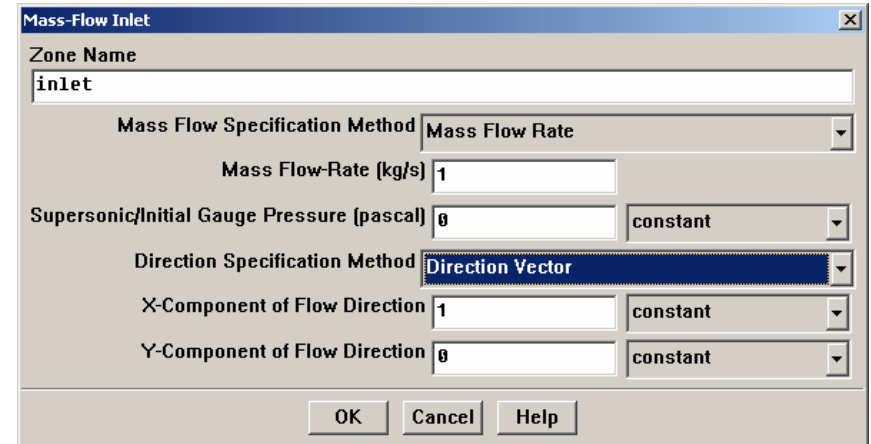 Mass-Flow Inlet
Zone Name
inlet
Mass Flow Specification Method Mass Flow Rate
Mass Flow-Rate (kg/s) 1
Supersonic/Initial Gauge Pressure (pascal) 0 constant
Direction Specification Method Direction Vector
X-Component of Flow Direction 1 constant
Y-Component of Flow Direction 0 constant
OK Cancel Help